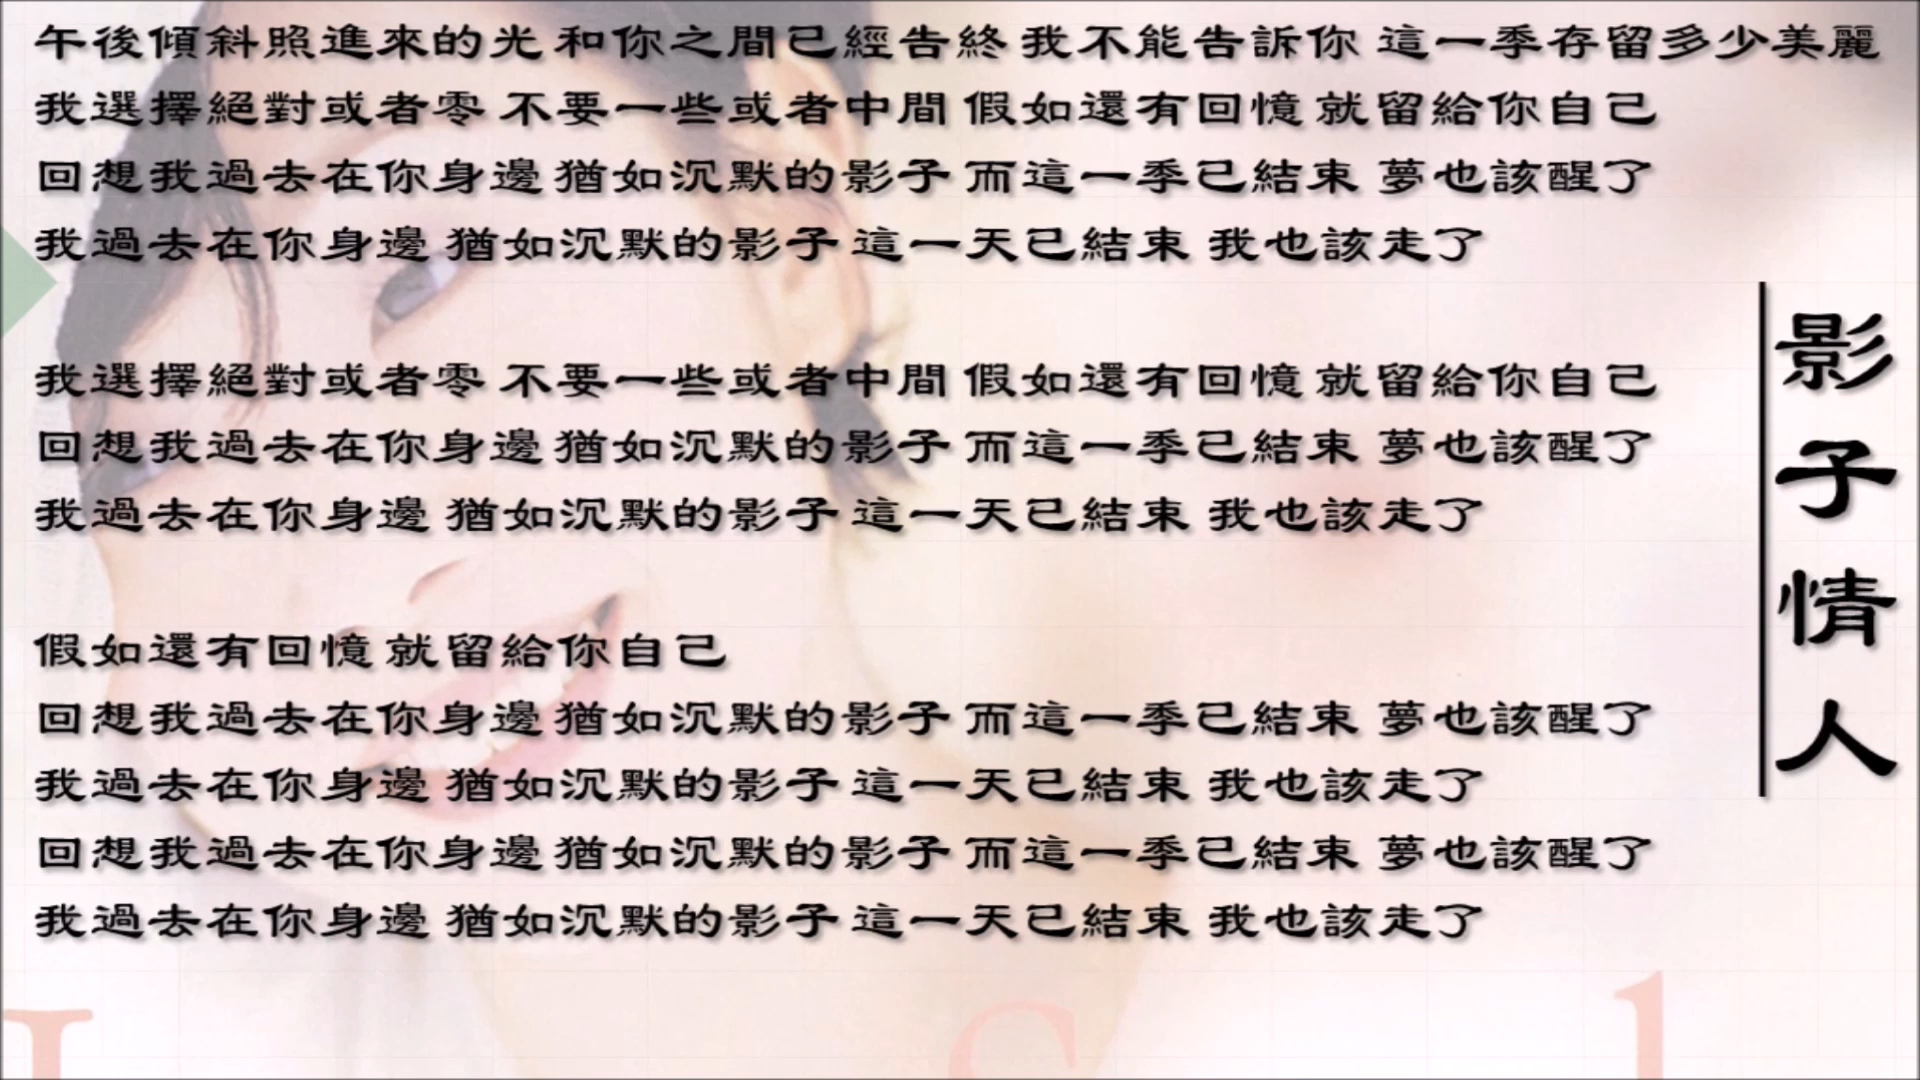 午後傾斜照進來的光 和你之間已經告終 我不能告訴你 這一季存留多少美麗
我選擇絕對或者零 不要一些或者中間 假如還有回憶 就留給你自己
回想我過去在你身邊 猶如沉默的影子 而這一季已結束 夢也該醒了
我過去在你身邊 猶如沉默的影子 這一天已結束 我也該走了
我選擇絕對或者零 不要一些或者中間 假如還有回憶 就留給你自己
回想我過去在你身邊 猶如沉默的影子 而這一季已結束 夢也該醒了
我過去在你身邊 猶如沉默的影子 這一天已結束 我也該走了
假如還有回憶 就留給你自己
回想我過去在你身邊 猶如沉默的影子 而這一季已結束 夢也該醒了
我過去在你身邊 猶如沉默的影子 這一天已結束 我也該走了
回想我過去在你身邊 猶如沉默的影子 而這一季已結束 夢也該醒了
我過去在你身邊 猶如沉默的影子 這一天已結束 我也該走了
影子情人